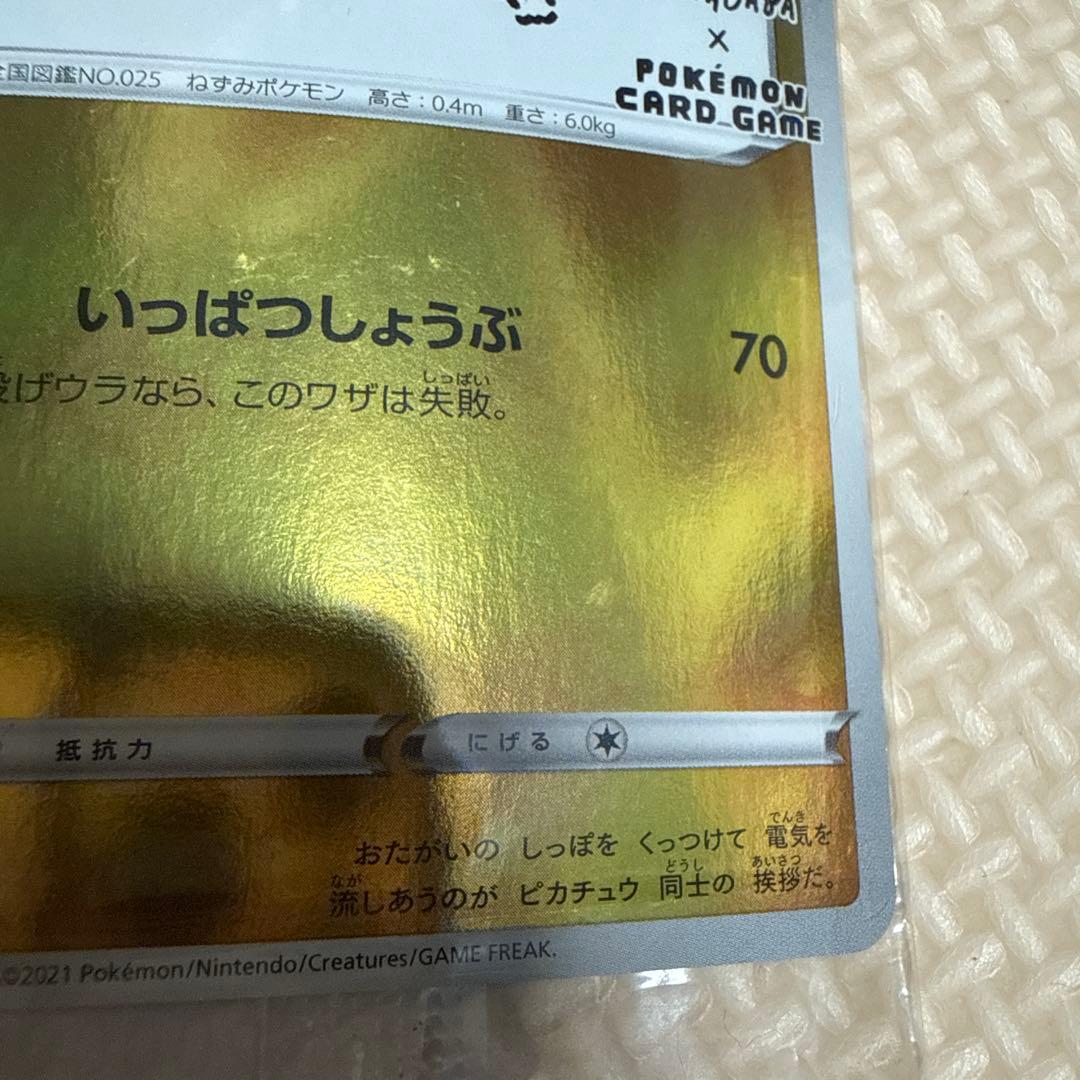 ×
POKÉMON
CARD GAME
全国図鑑NO.025 ねずみポケモン 高さ：0.4m 重さ：6.0kg
いっぱつしょうぶ 70
投げウラなら、このワザは失敗。
しっぱい
抵抗力 にげる
おたがいの しっぽを くっつけて 電気を
でんき
流しあうのが ピカチュウ 同士の 挨拶だ。
なが どうし あいさつ
©2021 Pokémon/Nintendo/Creatures/GAME FREAK.